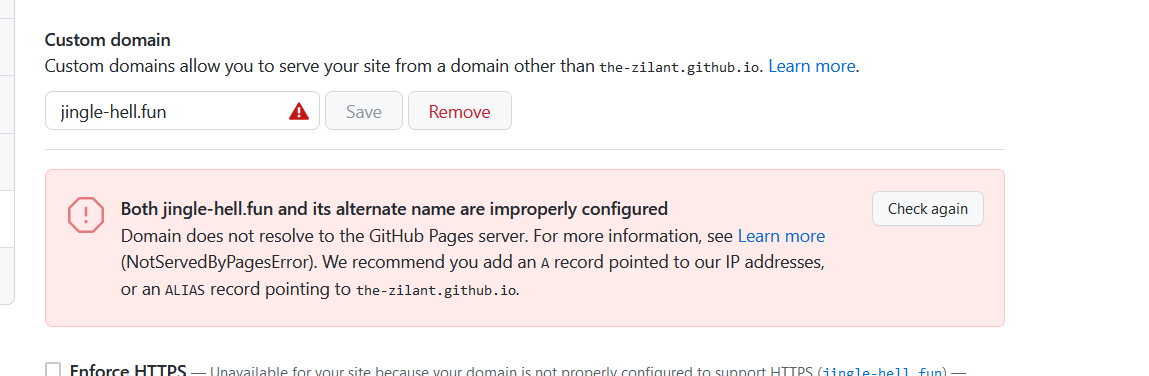 Custom domain
Custom domains allow you to serve your site from a domain other than the-zilant.github.io. Learn more.
jingle-hell.fun Save Remove
Both jingle-hell.fun and its alternate name are improperly configured Check again
Domain does not resolve to the GitHub Pages server. For more information, see Learn more
(NotServedByPagesError). We recommend you add an A record pointed to our IP addresses,
or an ALIAS record pointing to the-zilant.github.io.
Enforce HTTPS — Unavailable for your site because your domain is not properly configured to support HTTPS (jingle-hell.fun) —